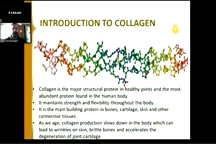 INTRODUCTION TO COLLAGEN
• Collagen is the major structural protein in healthy joints and the most
abundant protein found in the human body.
• It maintains strength and flexibility throughout the body.
• It is the main building protein in bones, cartilage, skin and other
connective tissues
• As we age, collagen production slows down in the body which can
lead to wrinkles on skin, brittle bones and accelerates the
degeneration of joint cartilage.